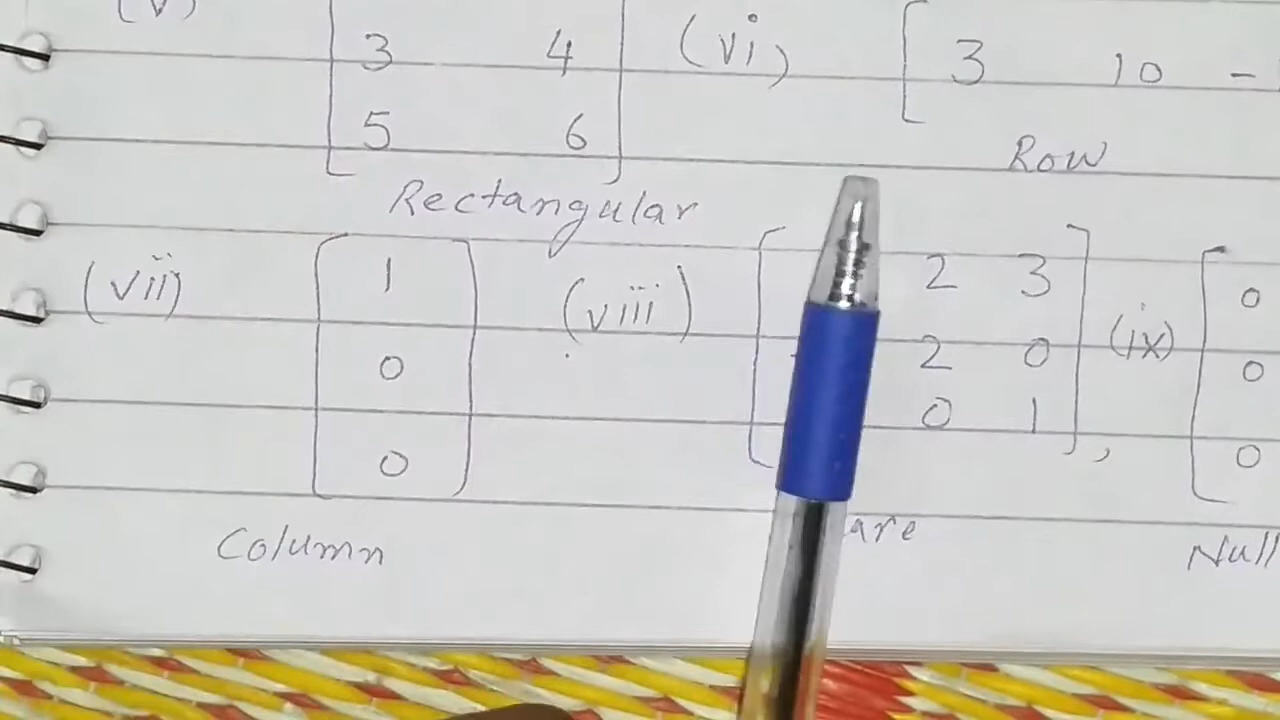 (v)
3 4 (vi) [ 3 10 -
5 6
Row
Rectangular
(vii) 1 (viii) 2 3 (ix) 0
0 2 0 0
0 0 1 , 0
Column are Null